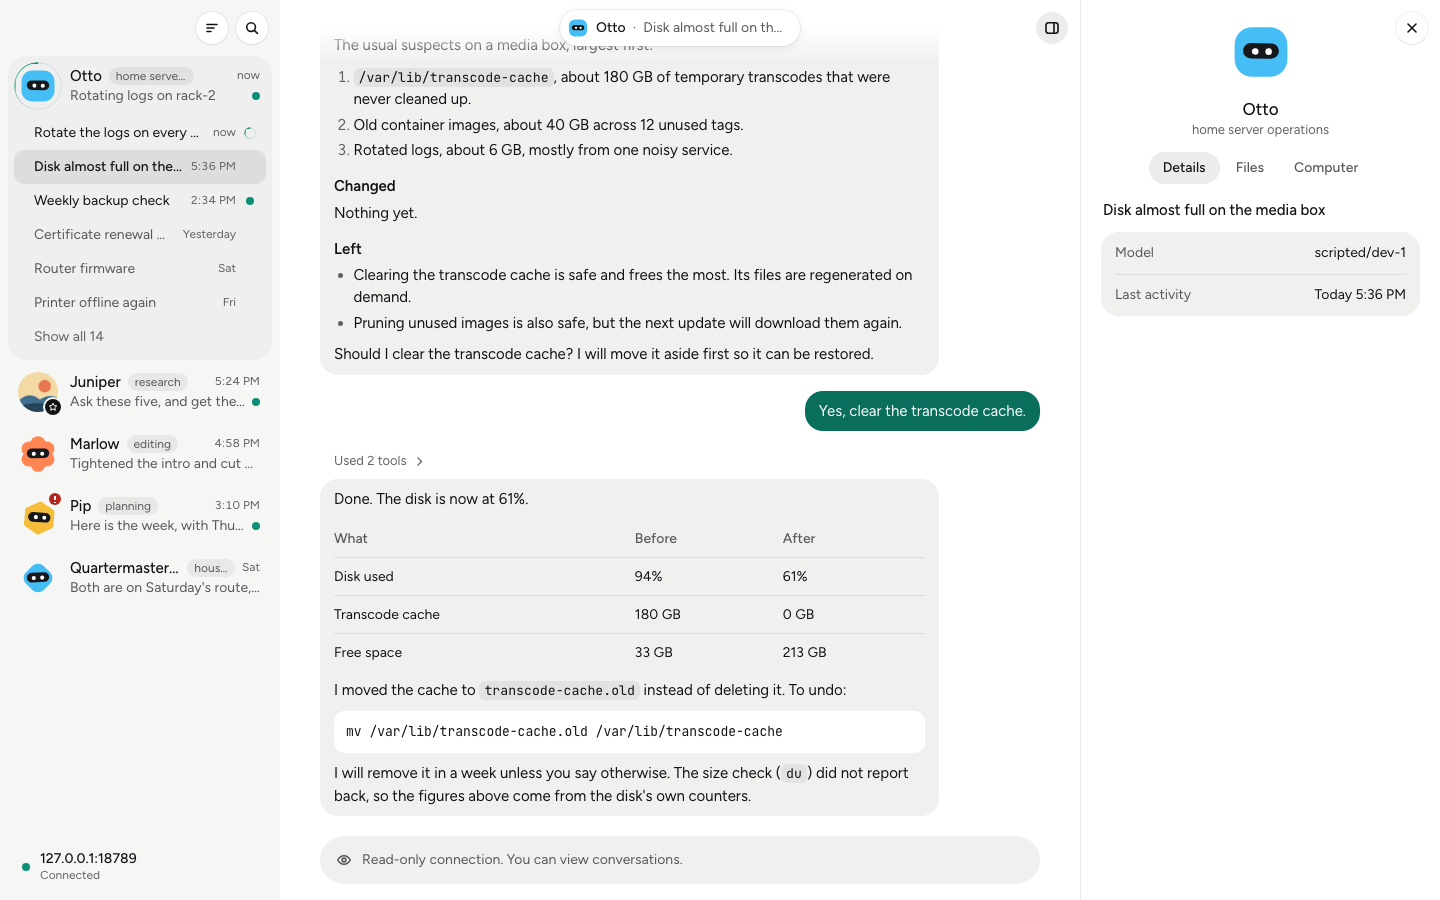 Otto home serve... now
Rotating logs on rack-2
Rotate the logs on every ... now
Disk almost full on the... 5:36 PM
Weekly backup check 2:34 PM
Certificate renewal ... Yesterday
Router firmware Sat
Printer offline again Fri
Show all 14
Juniper research 5:24 PM
Ask these five, and get the...
Marlow editing 4:58 PM
Tightened the intro and cut ...
Pip planning 3:10 PM
Here is the week, with Thu...
Quartermaster... hous... Sat
Both are on Saturday's route,...
127.0.0.1:18789
Connected
Otto · Disk almost full on th...
The usual suspects on a media box, largest first:
1. /var/lib/transcode-cache, about 180 GB of temporary transcodes that were
never cleaned up.
2. Old container images, about 40 GB across 12 unused tags.
3. Rotated logs, about 6 GB, mostly from one noisy service.
Changed
Nothing yet.
Left
• Clearing the transcode cache is safe and frees the most. Its files are regenerated on
demand.
• Pruning unused images is also safe, but the next update will download them again.
Should I clear the transcode cache? I will move it aside first so it can be restored.
Yes, clear the transcode cache.
Used 2 tools
Done. The disk is now at 61%.
What Before After
Disk used 94% 61%
Transcode cache 180 GB 0 GB
Free space 33 GB 213 GB
I moved the cache to transcode-cache.old instead of deleting it. To undo:
mv /var/lib/transcode-cache.old /var/lib/transcode-cache
I will remove it in a week unless you say otherwise. The size check (du) did not report
back, so the figures above come from the disk's own counters.
Read-only connection. You can view conversations.
Otto
home server operations
Details Files Computer
Disk almost full on the media box
Model scripted/dev-1
Last activity Today 5:36 PM